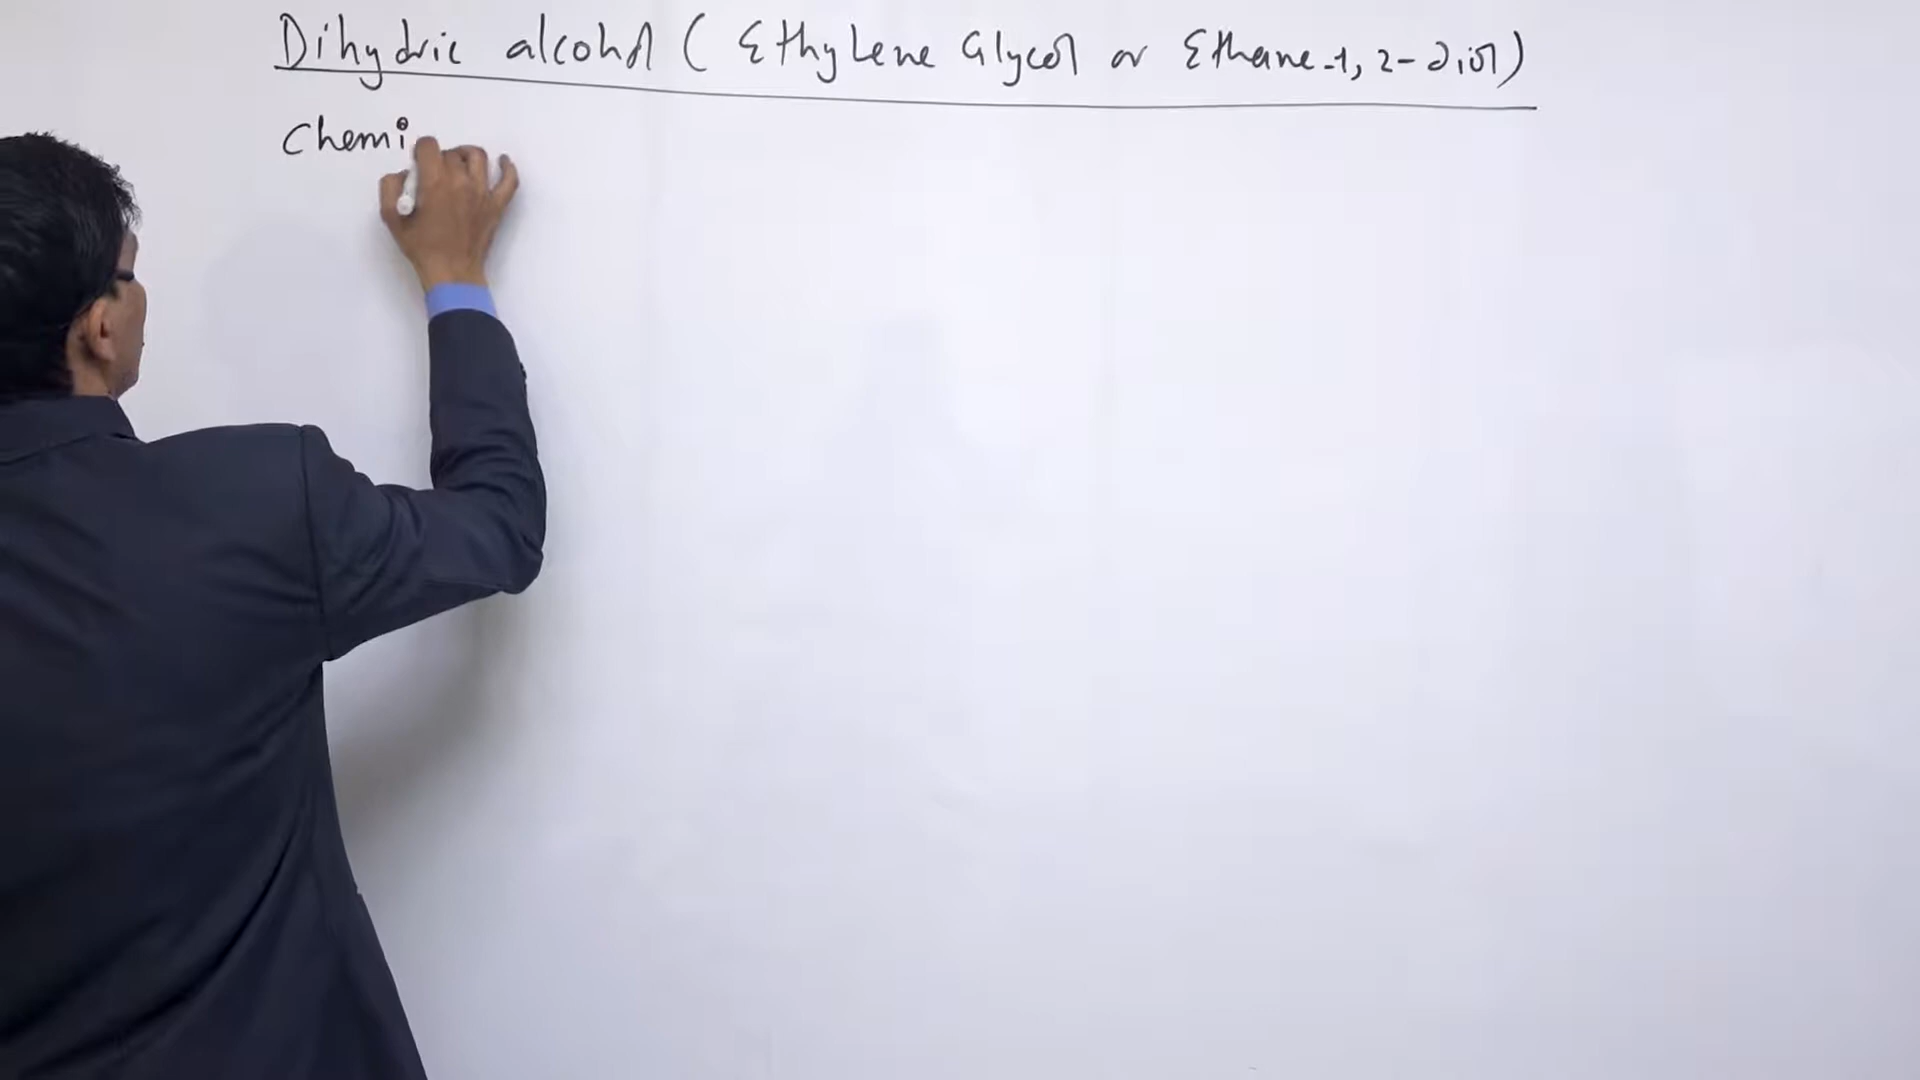 Dihydric alcohol ( Ethylene Glycol or Ethane-1, 2-diol)
Chemi